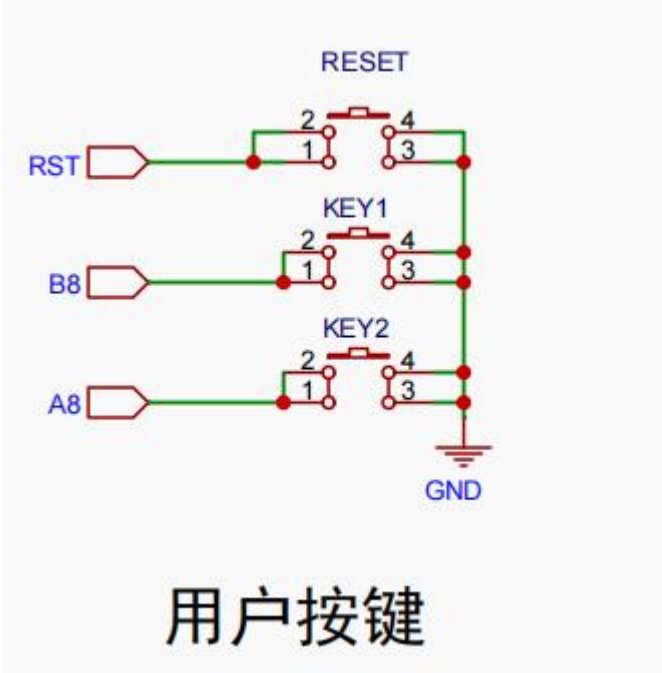 RESET
2 4
RST 1 3
KEY1
2 4
B8 1 3
KEY2
2 4
A8 1 3
GND
用户按键